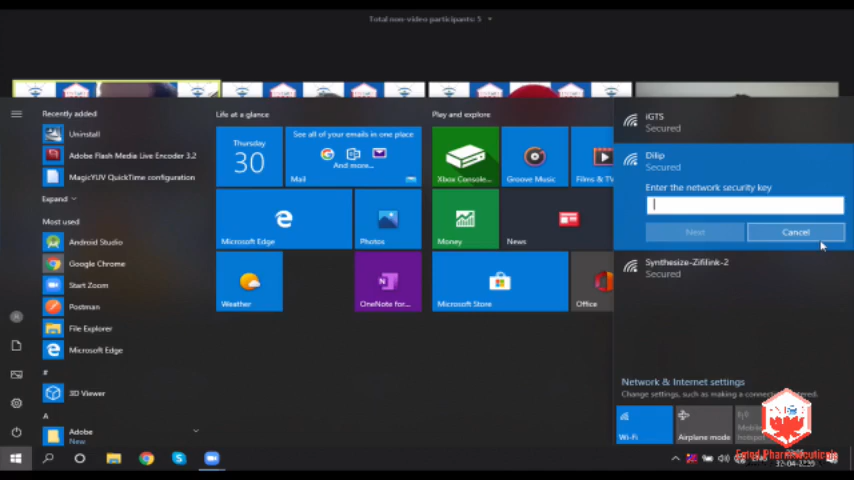 Total non-video participants: 5
Recently added
Uninstall
Adobe Flash Media Live Encoder 3.2
MagicYUV QuickTime configuration
Expand
Most used
Android Studio
Google Chrome
Start Zoom
Postman
File Explorer
Microsoft Edge
#
3D Viewer
A
Adobe
New
Life at a glance
Thursday
30
See all of your emails in one place
And more...
Mail
Microsoft Edge
Photos
Weather
OneNote for...
Play and explore
Xbox Console...
Groove Music
Films & TV
Money
News
Microsoft Store
Office
iGTS
Secured
Dilip
Secured
Enter the network security key
Next
Cancel
Synthesize-Zifilink-2
Secured
Network & Internet settings
Change settings, such as making a connection metered.
Wi-Fi
Airplane mode
Mobile
hotspot